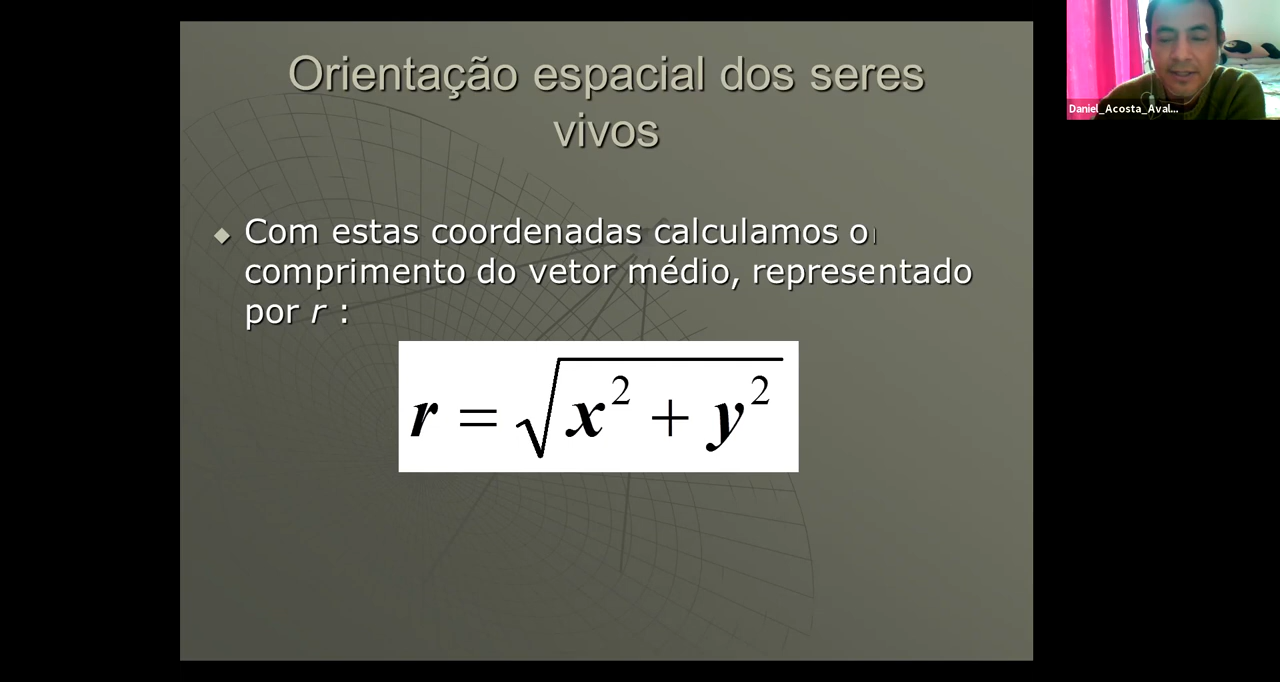 Orientação espacial dos seres
vivos
Com estas coordenadas calculamos o
comprimento do vetor médio, representado
por r :
r = √x² + y²
Daniel_Acosta_Aval...